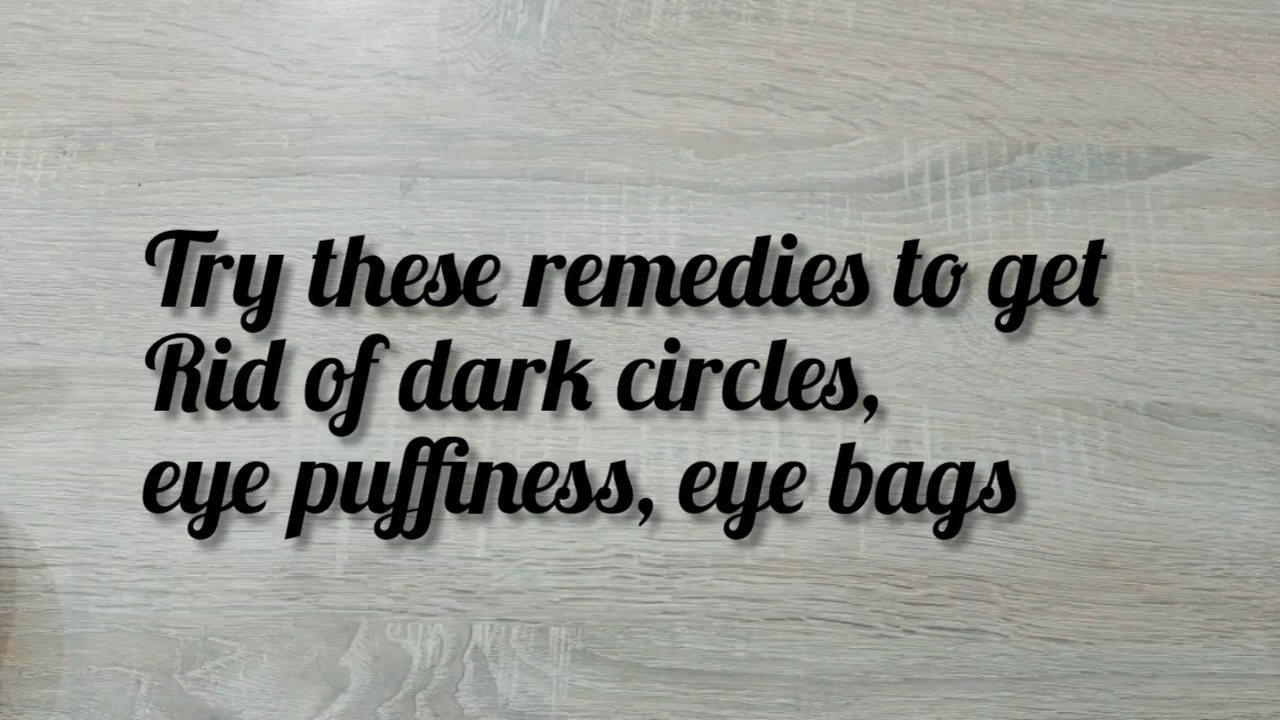 Try these remedies to get
Rid of dark circles,
eye puffiness, eye bags